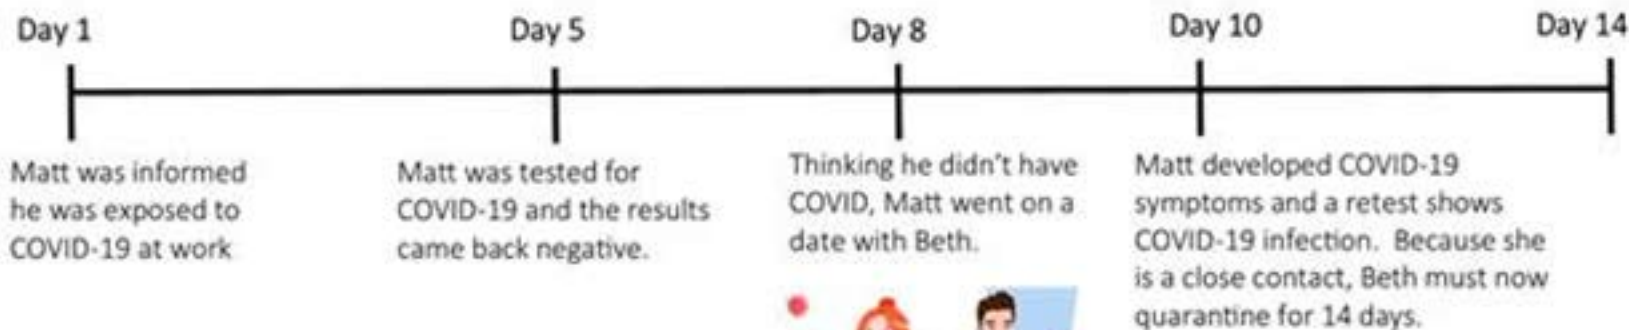 Day 1
Day 5
Day 8
Day 10
Day 14
Matt was informed
he was exposed to
COVID-19 at work
Matt was tested for
COVID-19 and the results
came back negative.
Thinking he didn't have
COVID, Matt went on a
date with Beth.
Matt developed COVID-19
symptoms and a retest shows
COVID-19 infection. Because she
is a close contact, Beth must now
quarantine for 14 days.